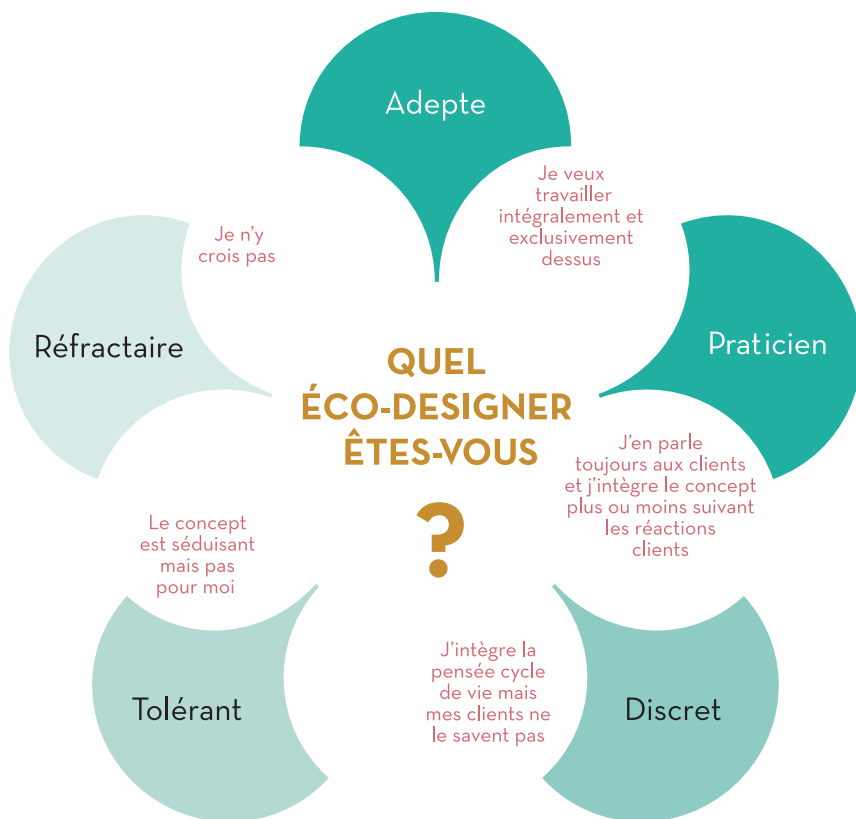 Adepte
Je veux
travailler
intégralement et
exclusivement
dessus
Praticien
J'en parle
toujours aux clients
et j'intègre le concept
plus ou moins suivant
les réactions
clients
Discret
J'intègre la
pensée cycle
de vie mais
mes clients ne
le savent pas
Tolérant
Le concept
est séduisant
mais pas
pour moi
Réfractaire
Je n'y
crois pas
QUEL
ÉCO-DESIGNER
ÊTES-VOUS
?